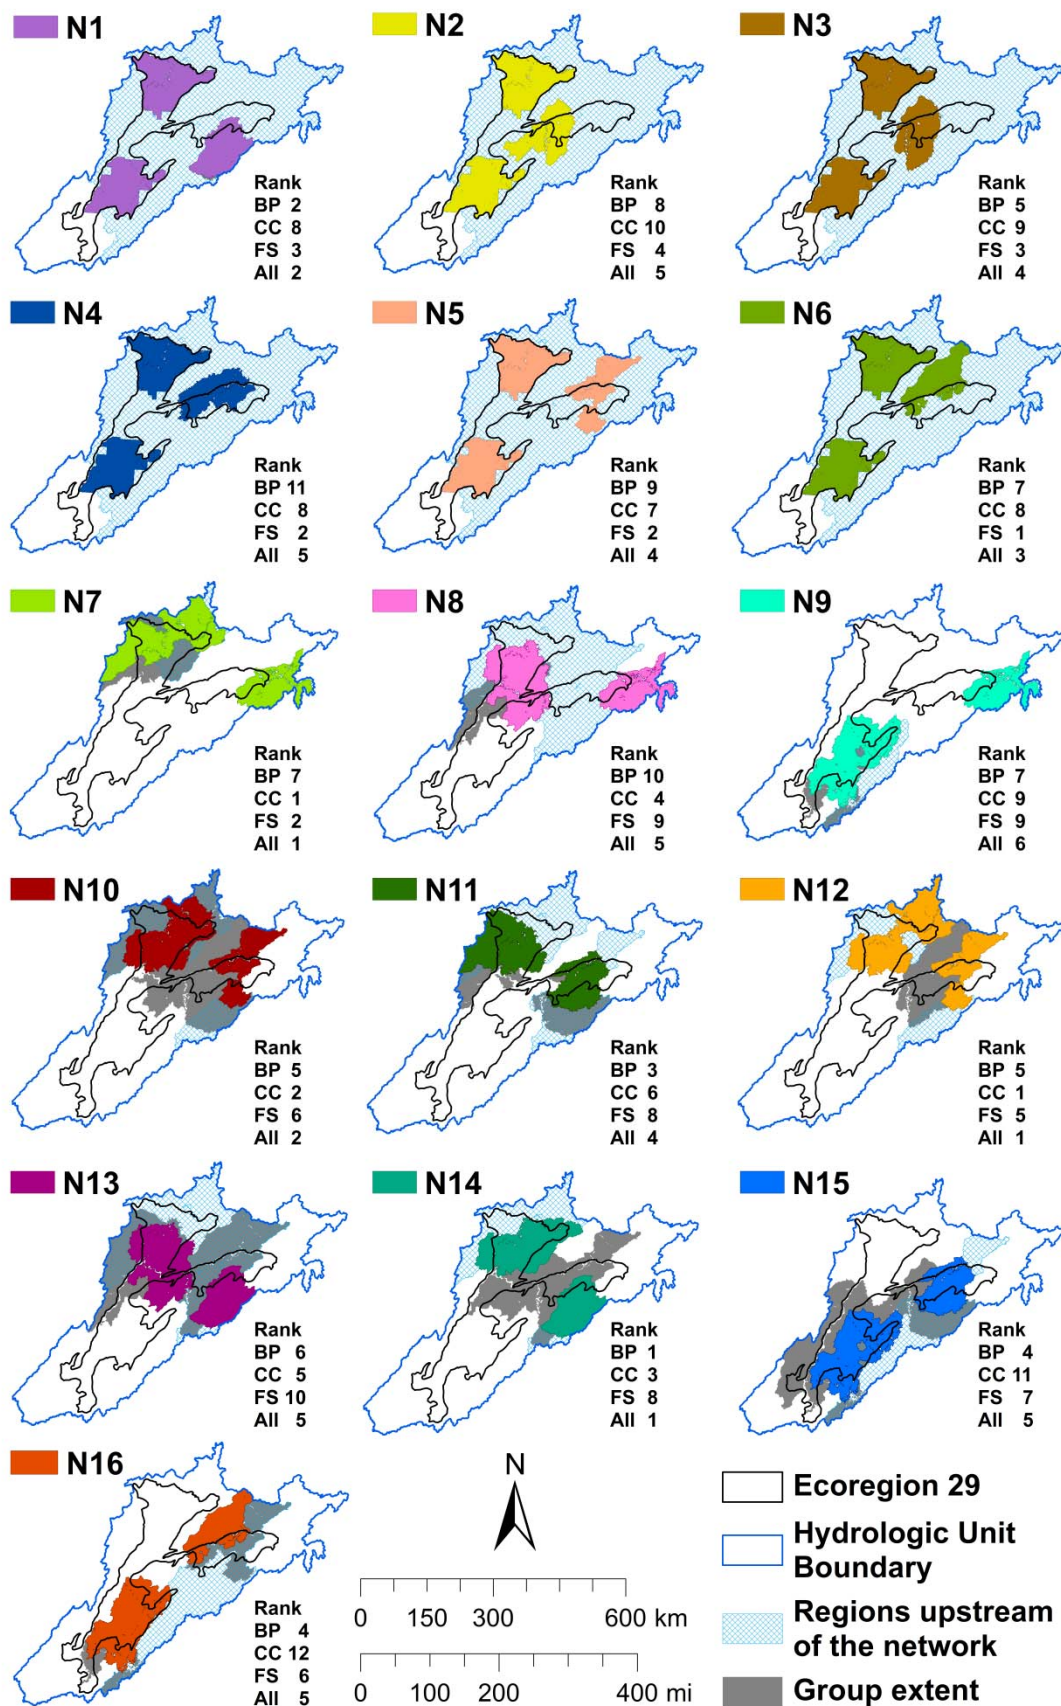 N1
Rank
BP 2
CC 8
FS 3
All 2
N2
Rank
BP 8
CC 10
FS 4
All 5
N3
Rank
BP 5
CC 9
FS 3
All 4
N4
Rank
BP 11
CC 8
FS 2
All 5
N5
Rank
BP 9
CC 7
FS 2
All 4
N6
Rank
BP 7
CC 8
FS 1
All 3
N7
Rank
BP 7
CC 1
FS 2
All 1
N8
Rank
BP 10
CC 4
FS 9
All 5
N9
Rank
BP 7
CC 9
FS 9
All 6
N10
Rank
BP 5
CC 2
FS 6
All 2
N11
Rank
BP 3
CC 6
FS 8
All 4
N12
Rank
BP 5
CC 1
FS 5
All 1
N13
Rank
BP 6
CC 5
FS 10
All 5
N14
Rank
BP 1
CC 3
FS 8
All 1
N15
Rank
BP 4
CC 11
FS 7
All 5
N16
Rank
BP 4
CC 12
FS 6
All 5
N
0 150 300 600 km
0 100 200 400 mi
Ecoregion 29
Hydrologic Unit
Boundary
Regions upstream
of the network
Group extent